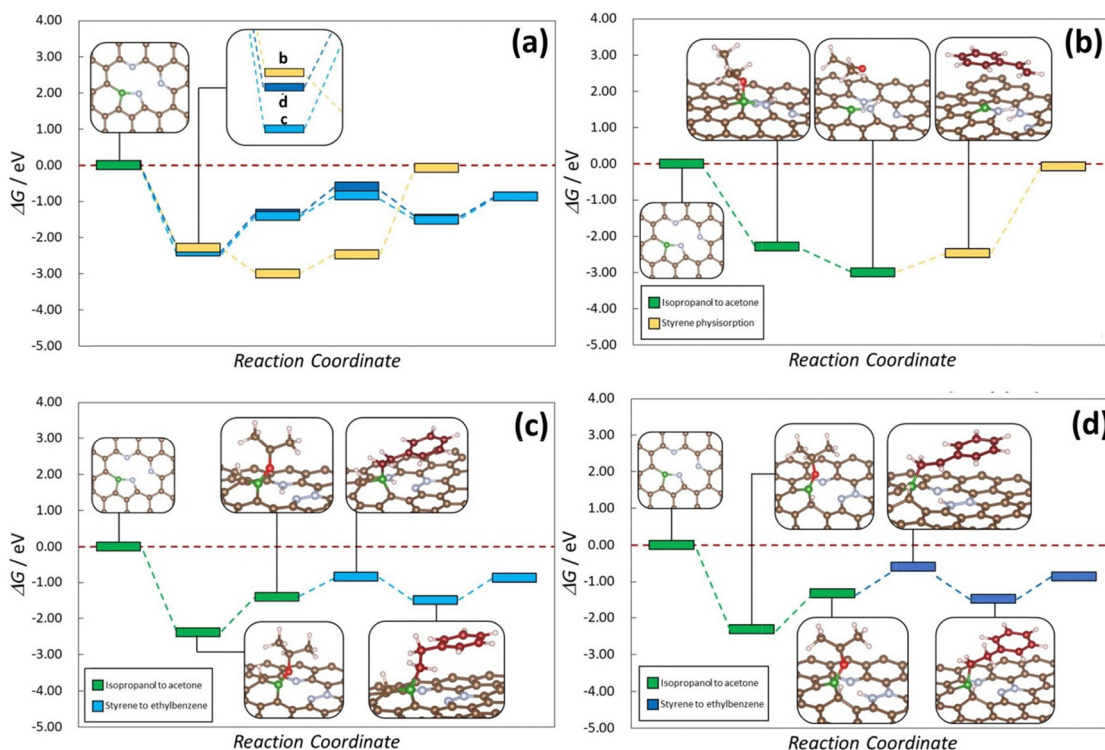 (a)
4.00
3.00
2.00
1.00
0.00
-1.00
-2.00
-3.00
-4.00
-5.00
ΔG / eV
b
d
c
Reaction Coordinate
(b)
4.00
3.00
2.00
1.00
0.00
-1.00
-2.00
-3.00
-4.00
-5.00
ΔG / eV
Isopropanol to acetone
Styrene physisorption
Reaction Coordinate
(c)
4.00
3.00
2.00
1.00
0.00
-1.00
-2.00
-3.00
-4.00
-5.00
ΔG / eV
Isopropanol to acetone
Styrene to ethylbenzene
Reaction Coordinate
(d)
4.00
3.00
2.00
1.00
0.00
-1.00
-2.00
-3.00
-4.00
-5.00
ΔG / eV
Isopropanol to acetone
Styrene to ethylbenzene
Reaction Coordinate